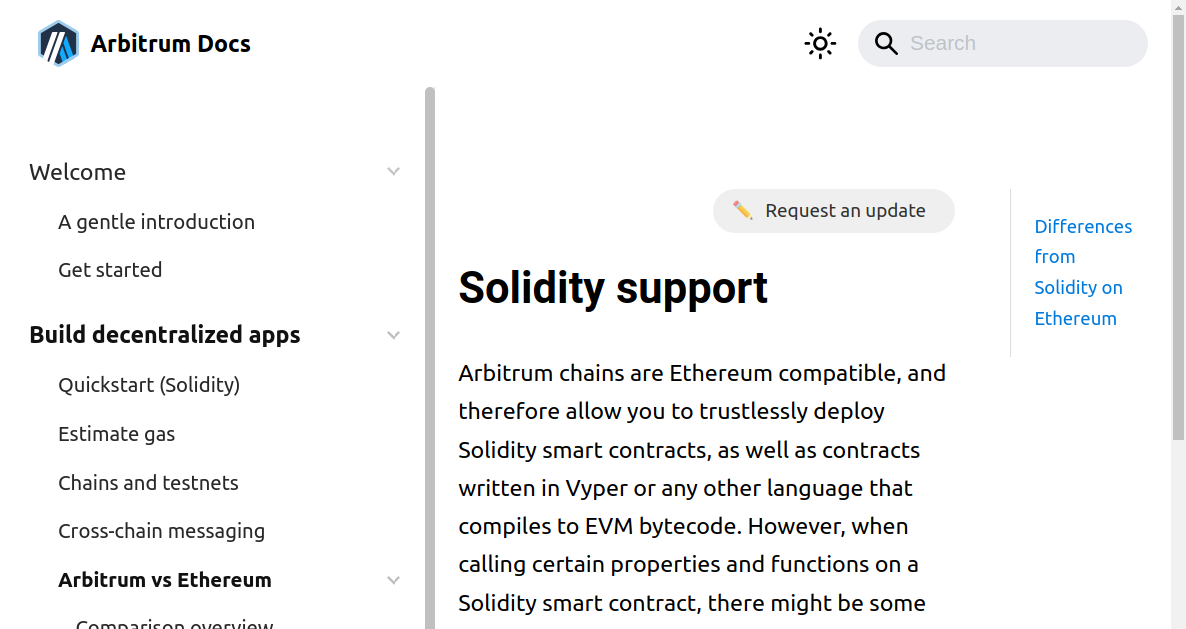 Arbitrum Docs
Search
Welcome
A gentle introduction
Get started
Build decentralized apps
Quickstart (Solidity)
Estimate gas
Chains and testnets
Cross-chain messaging
Arbitrum vs Ethereum
Comparison overview
Request an update
Solidity support
Arbitrum chains are Ethereum compatible, and
therefore allow you to trustlessly deploy
Solidity smart contracts, as well as contracts
written in Vyper or any other language that
compiles to EVM bytecode. However, when
calling certain properties and functions on a
Solidity smart contract, there might be some
Differences
from
Solidity on
Ethereum